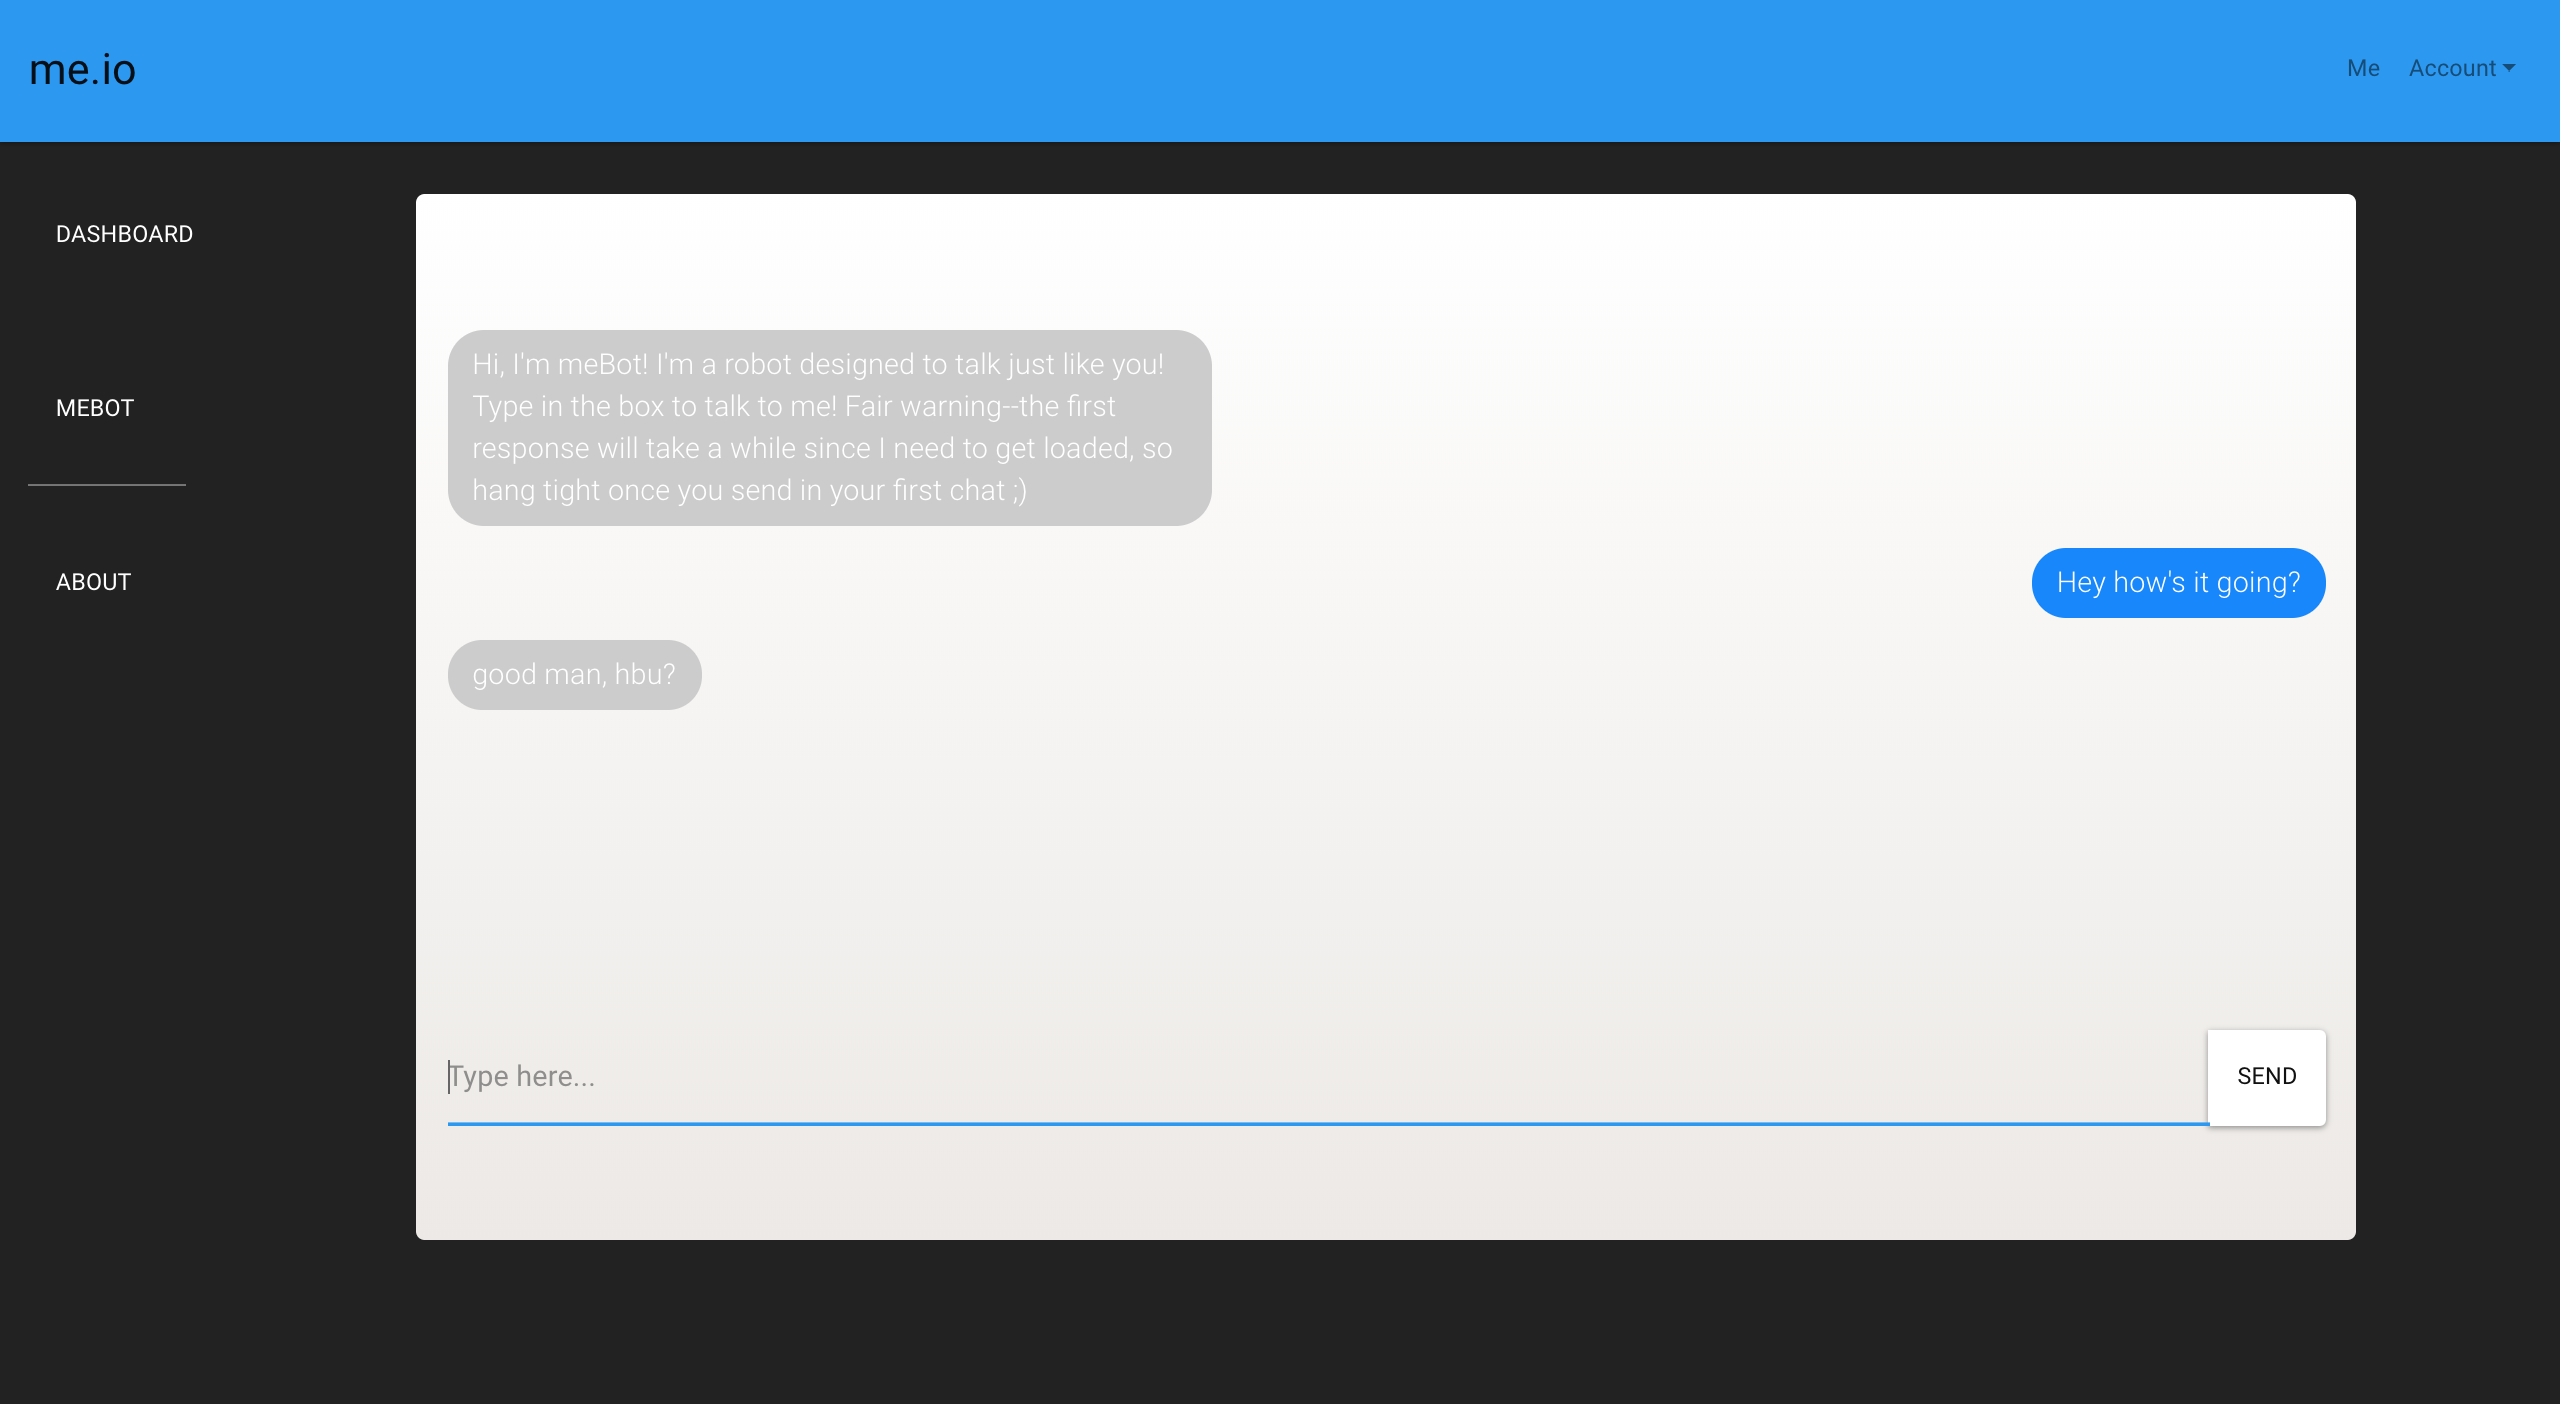 me.io
Me
Account
DASHBOARD
MEBOT
ABOUT
Hi, I'm meBot! I'm a robot designed to talk just like you!
Type in the box to talk to me! Fair warning--the first
response will take a while since I need to get loaded, so
hang tight once you send in your first chat ;)
Hey how's it going?
good man, hbu?
Type here...
SEND